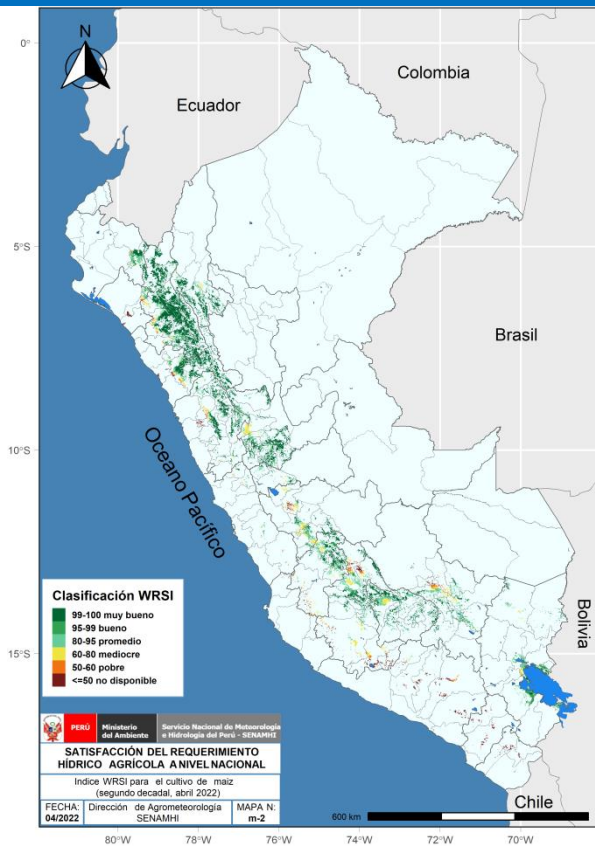 N
0°
Colombia
Ecuador
5°S
Brasil
10°S
Oceano Pacífico
Clasificación WRSI
99-100 muy bueno
95-99 bueno
80-95 promedio
60-80 mediocre
50-60 pobre
<=50 no disponible
Bolivia
15°S
PERÚ
Ministerio
del Ambiente
Servicio Nacional de Meteorología
e Hidrología del Perú - SENAMHI
SATISFACCIÓN DEL REQUERIMIENTO
HÍDRICO AGRÍCOLA A NIVEL NACIONAL
Indice WRSI para el cultivo de maiz
(segundo decadal, abril 2022)
FECHA:
04/2022
Dirección de Agrometeorología
SENAMHI
MAPA N:
m-2
Chile
600 km
80°W
78°W
76°W
74°W
72°W
70°W